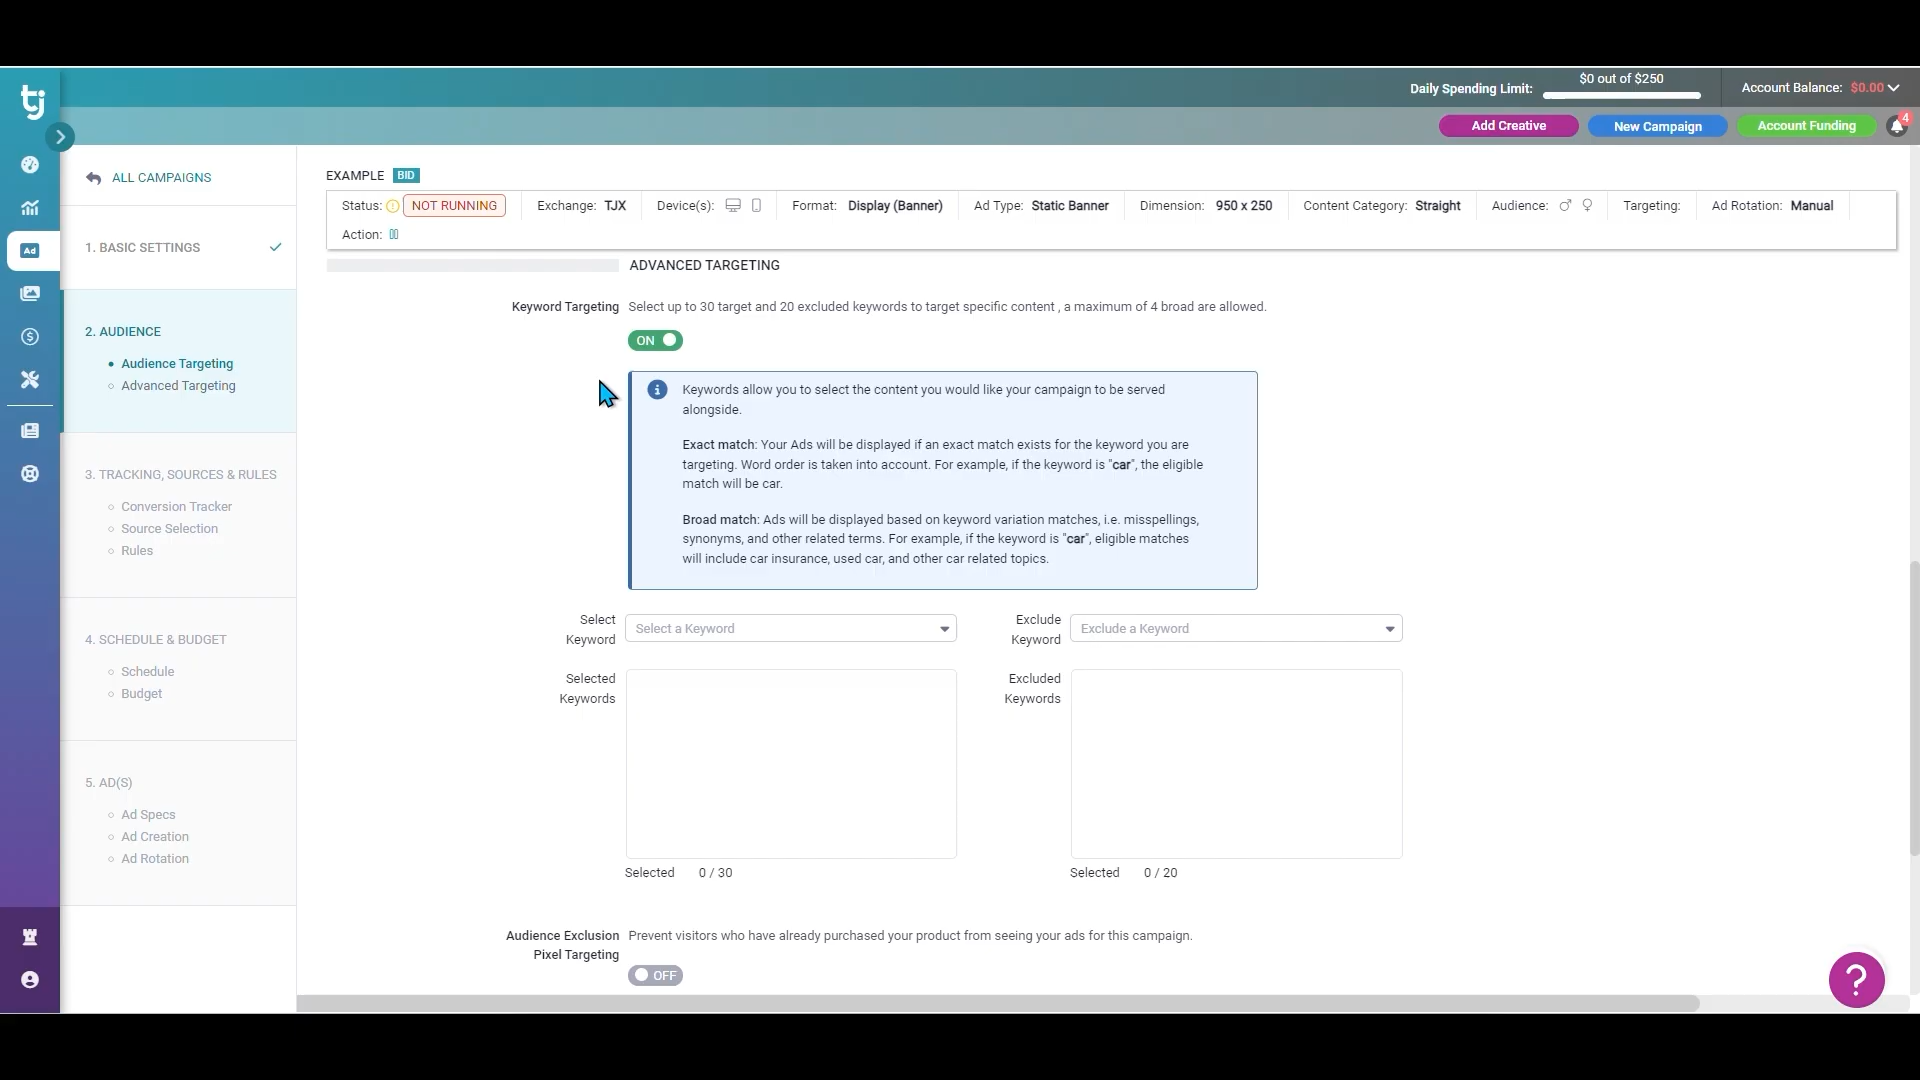 tj
Daily Spending Limit: $0 out of $250
Account Balance: $0.00
Add Creative
New Campaign
Account Funding
4
ALL CAMPAIGNS
1. BASIC SETTINGS
2. AUDIENCE
Audience Targeting
Advanced Targeting
3. TRACKING, SOURCES & RULES
Conversion Tracker
Source Selection
Rules
4. SCHEDULE & BUDGET
Schedule
Budget
5. AD(S)
Ad Specs
Ad Creation
Ad Rotation
Ad
EXAMPLE BID
Status: NOT RUNNING Exchange: TJX Device(s): Format: Display (Banner) Ad Type: Static Banner Dimension: 950 x 250 Content Category: Straight Audience: Targeting: Ad Rotation: Manual
Action:
ADVANCED TARGETING
Keyword Targeting Select up to 30 target and 20 excluded keywords to target specific content , a maximum of 4 broad are allowed.
ON
Keywords allow you to select the content you would like your campaign to be served
alongside.
Exact match: Your Ads will be displayed if an exact match exists for the keyword you are
targeting. Word order is taken into account. For example, if the keyword is "car", the eligible
match will be car.
Broad match: Ads will be displayed based on keyword variation matches, i.e. misspellings,
synonyms, and other related terms. For example, if the keyword is "car", eligible matches
will include car insurance, used car, and other car related topics.
Select
Keyword
Select a Keyword
Exclude
Keyword
Exclude a Keyword
Selected
Keywords
Excluded
Keywords
Selected 0 / 30
Selected 0 / 20
Audience Exclusion
Pixel Targeting
Prevent visitors who have already purchased your product from seeing your ads for this campaign.
OFF
?